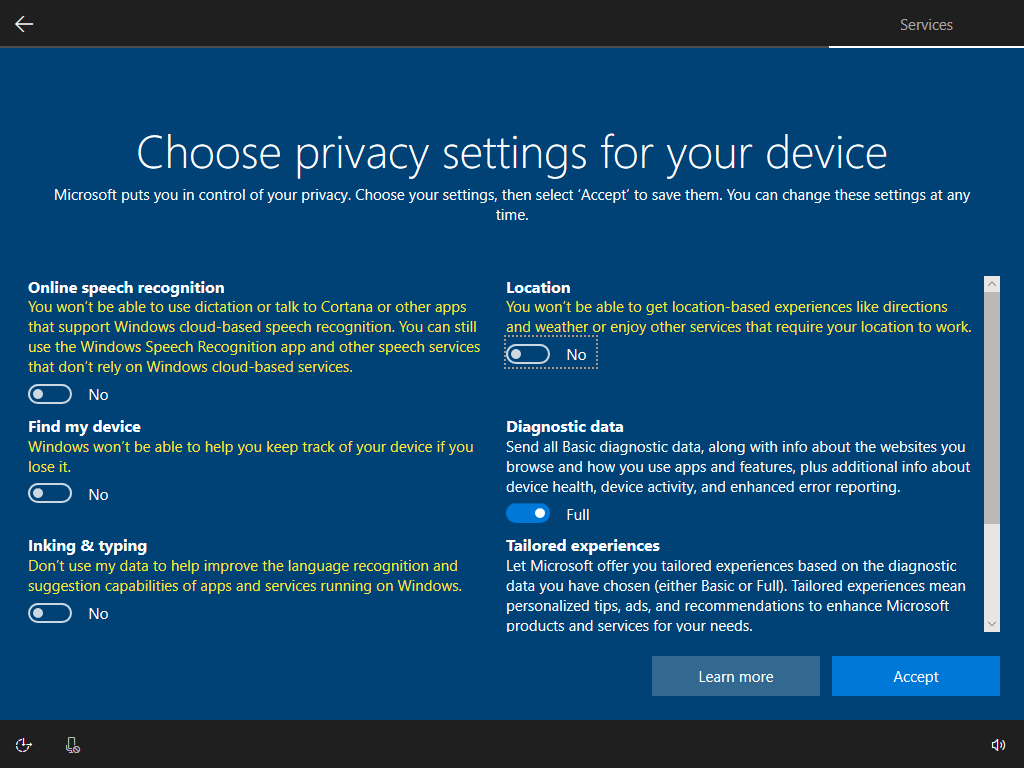 Services
Choose privacy settings for your device
Microsoft puts you in control of your privacy. Choose your settings, then select ‘Accept’ to save them. You can change these settings at any
time.
Online speech recognition
You won’t be able to use dictation or talk to Cortana or other apps
that support Windows cloud-based speech recognition. You can still
use the Windows Speech Recognition app and other speech services
that don’t rely on Windows cloud-based services.
No
Location
You won’t be able to get location-based experiences like directions
and weather or enjoy other services that require your location to work.
No
Find my device
Windows won’t be able to help you keep track of your device if you
lose it.
No
Diagnostic data
Send all Basic diagnostic data, along with info about the websites you
browse and how you use apps and features, plus additional info about
device health, device activity, and enhanced error reporting.
Full
Inking & typing
Don’t use my data to help improve the language recognition and
suggestion capabilities of apps and services running on Windows.
No
Tailored experiences
Let Microsoft offer you tailored experiences based on the diagnostic
data you have chosen (either Basic or Full). Tailored experiences mean
personalized tips, ads, and recommendations to enhance Microsoft
products and services for your needs.
Learn more
Accept